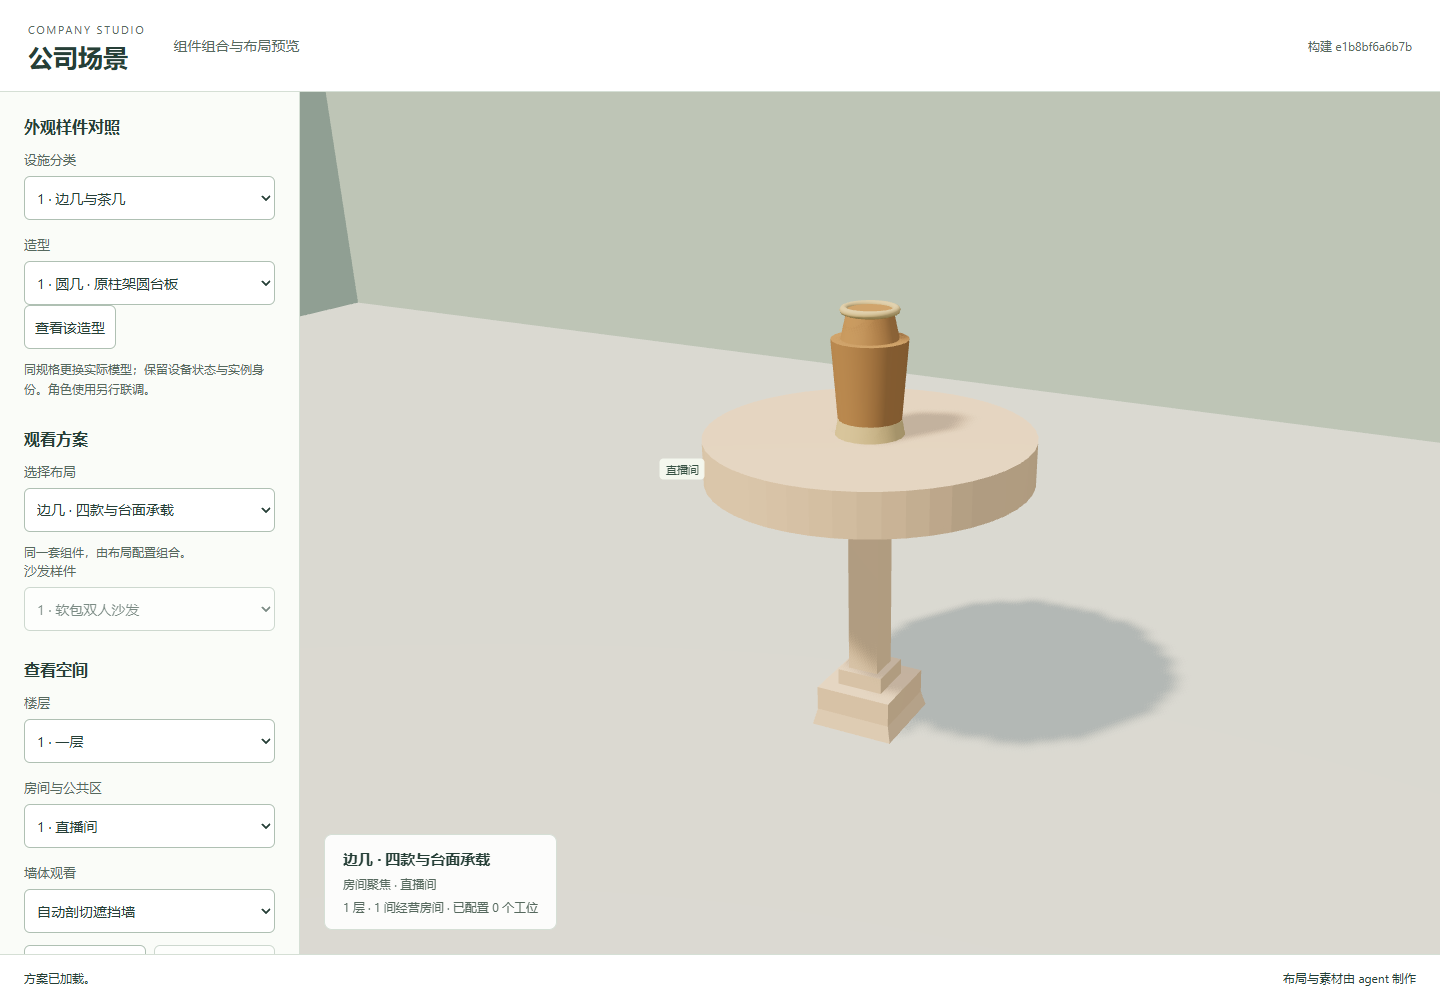 COMPANY STUDIO
公司场景
组件组合与布局预览
构建 e1b8bf6a6b7b
外观样件对照
设施分类
1 · 边几与茶几
造型
1 · 圆几 · 原柱架圆台板
查看该造型
同规格更换实际模型；保留设备状态与实例身
份。角色使用另行联调。
观看方案
选择布局
边几 · 四款与台面承载
同一套组件，由布局配置组合。
沙发样件
1 · 软包双人沙发
查看空间
楼层
1 · 一层
房间与公共区
1 · 直播间
墙体观看
自动剖切遮挡墙
直播间
边几 · 四款与台面承载
房间聚焦 · 直播间
1 层 · 1 间经营房间 · 已配置 0 个工位
方案已加载。
布局与素材由 agent 制作